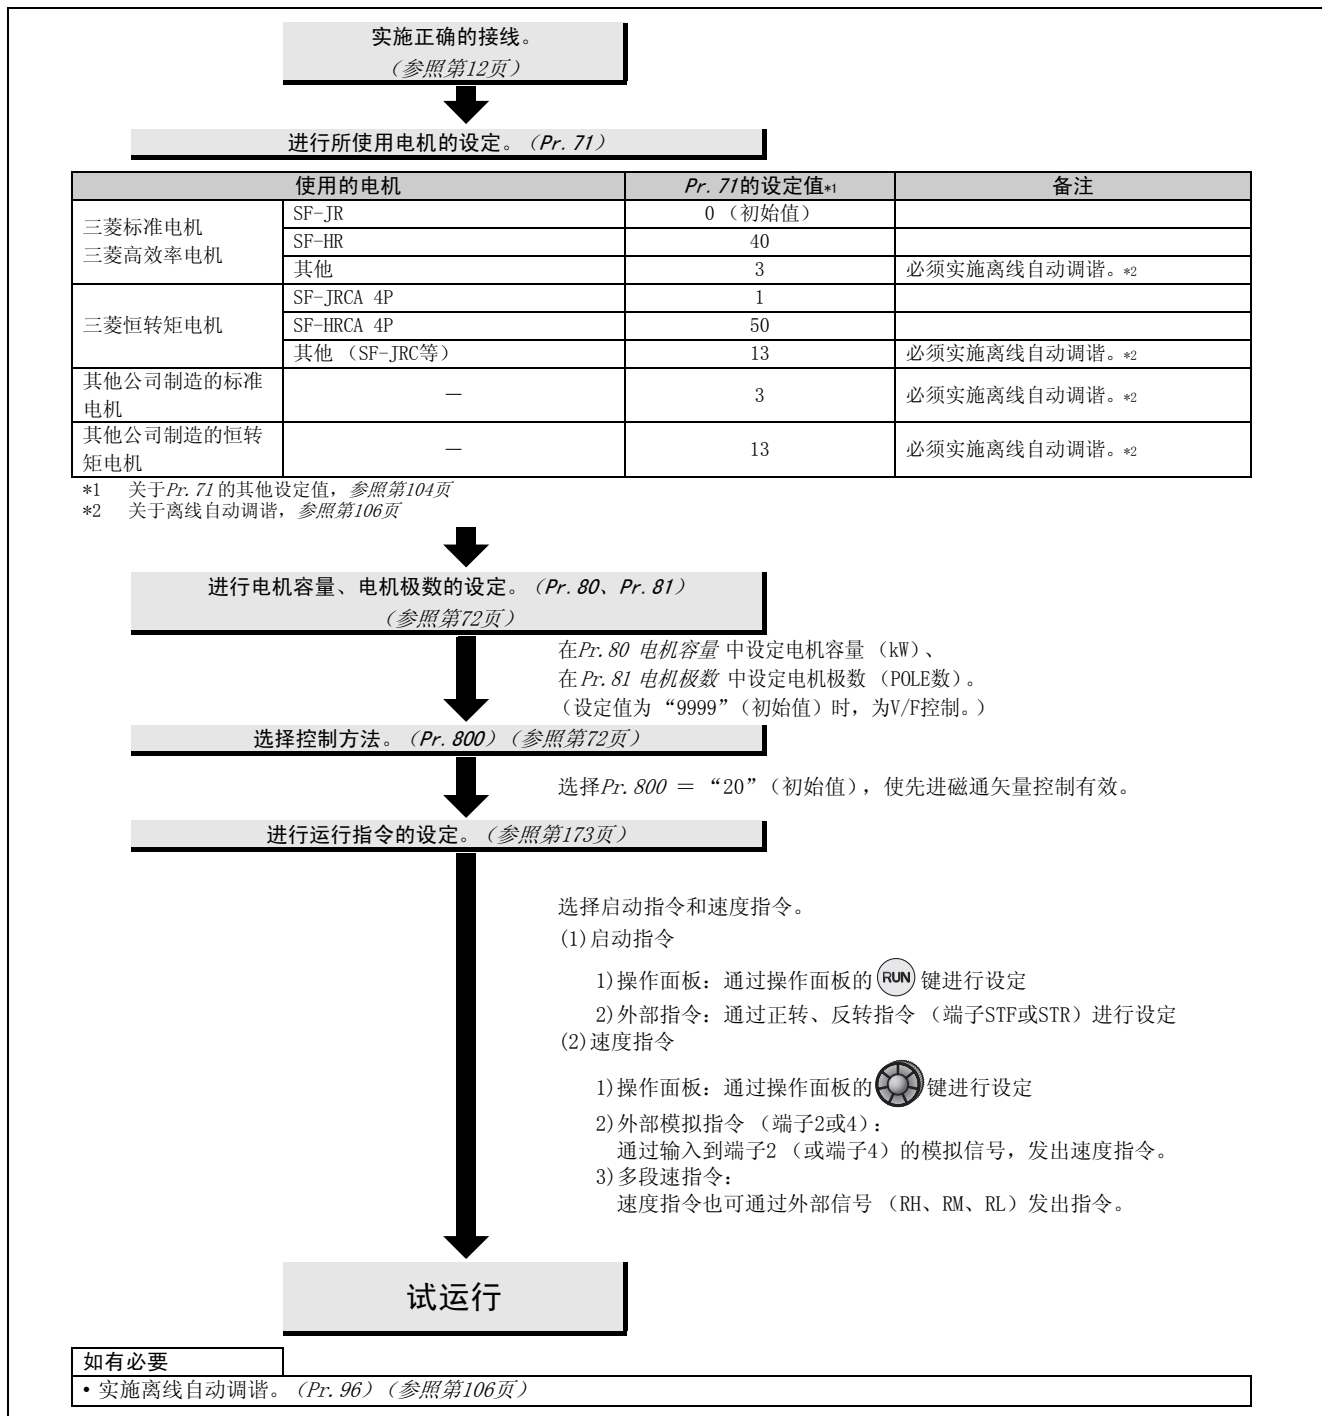 实施正确的接线。
（参照第12页）
进行所使用电机的设定。（Pr. 71）
使用的电机 Pr. 71的设定值*1 备注
三菱标准电机
三菱高效率电机
SF-JR 0 （初始值）
SF-HR 40
其他 3 必须实施离线自动调谐。*2
三菱恒转矩电机
SF-JRCA 4P 1
SF-HRCA 4P 50
其他 （SF-JRC等） 13 必须实施离线自动调谐。*2
其他公司制造的标准
电机
— 3 必须实施离线自动调谐。*2
其他公司制造的恒转
矩电机
— 13 必须实施离线自动调谐。*2
*1 关于Pr. 71 的其他设定值，参照第104页
*2 关于离线自动调谐，参照第106页
进行电机容量、电机极数的设定。（Pr. 80、Pr. 81）
（参照第72页）
在Pr. 80 电机容量 中设定电机容量 （kW）、
在Pr. 81 电机极数 中设定电机极数 （POLE数）。
（设定值为 “9999”（初始值）时，为V/F控制。）
选择控制方法。（Pr. 800）（参照第72页）
选择Pr. 800 = “20”（初始值），使先进磁通矢量控制有效。
进行运行指令的设定。（参照第173页）
选择启动指令和速度指令。
(1)启动指令
1)操作面板：通过操作面板的 RUN 键进行设定
2)外部指令：通过正转、反转指令 （端子STF或STR）进行设定
(2)速度指令
1)操作面板：通过操作面板的 键进行设定
2)外部模拟指令 （端子2或4）：
通过输入到端子2 （或端子4）的模拟信号，发出速度指令。
3)多段速指令：
速度指令也可通过外部信号 （RH、RM、RL）发出指令。
试运行
如有必要
• 实施离线自动调谐。（Pr. 96）（参照第106页）